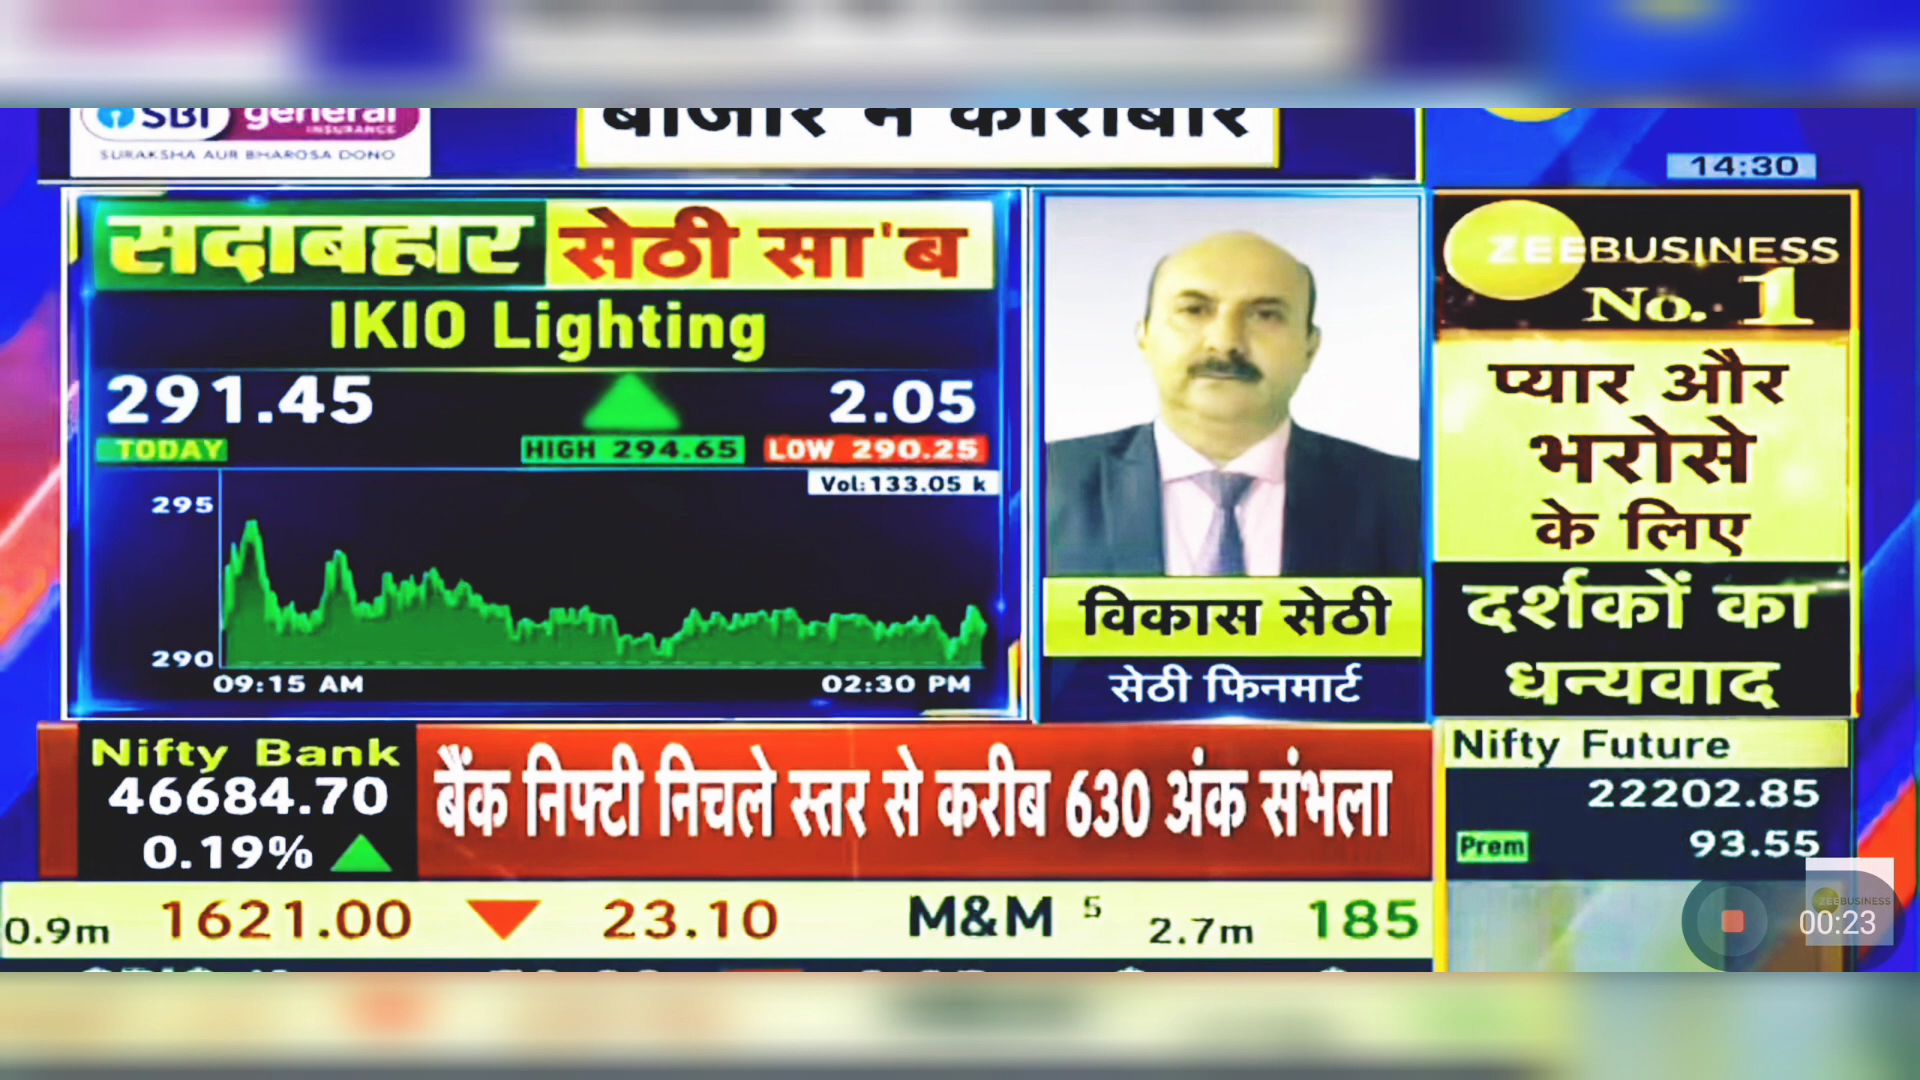 SBI general
INSURANCE
SURAKSHA AUR BHAROSA DONO
बाजार में कारोबार
14:30
सदाबहार सेठी सा'ब
IKIO Lighting
291.45 2.05
TODAY HIGH 294.65 LOW 290.25
Vol:133.05 k
295
290
09:15 AM 02:30 PM
विकास सेठी
सेठी फिनमार्ट
ZEEBUSINESS
No. 1
प्यार और
भरोसे
के लिए
दर्शकों का
धन्यवाद
Nifty Bank
46684.70
0.19%
बैंक निफ्टी निचले स्तर से करीब 630 अंक संभला
Nifty Future
22202.85
Prem 93.55
0.9m 1621.00 23.10 M&M 5 2.7m 185
ZEEBUSINESS
00:23